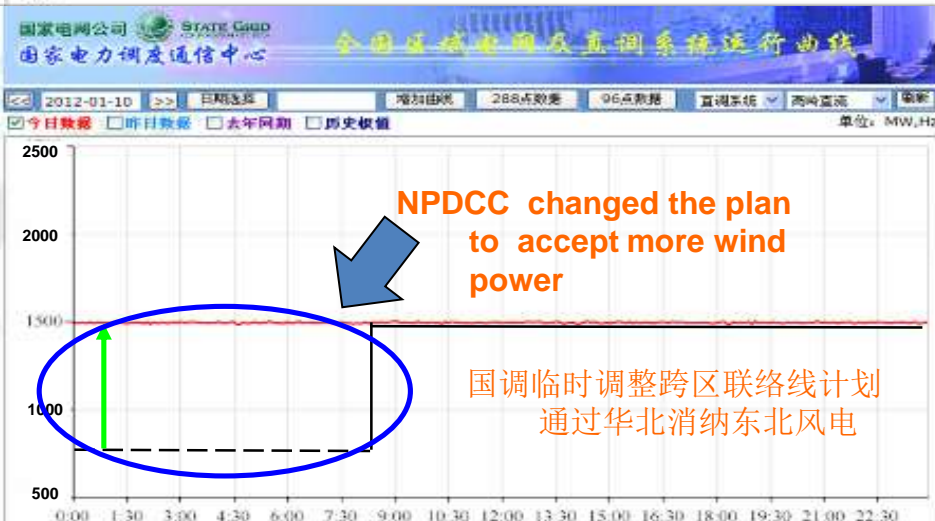 国家电网公司 STATE GRID
国家电力调度通信中心
全国区域电网及直调系统运行曲线
<< 2012-01-10 >> 日期选择 增加曲线 288点数据 96点数据 直调系统 高岭直流 刷新
今日数据 昨日数据 去年同期 历史极值 单位：MW,Hz
2500
NPDCC changed the plan
2000 to accept more wind
power
1500
国调临时调整跨区联络线计划
1000 通过华北消纳东北风电
500
0:00 1:30 3:00 4:30 6:00 7:30 9:00 10:30 12:00 13:30 15:00 16:30 18:00 19:30 21:00 22:30